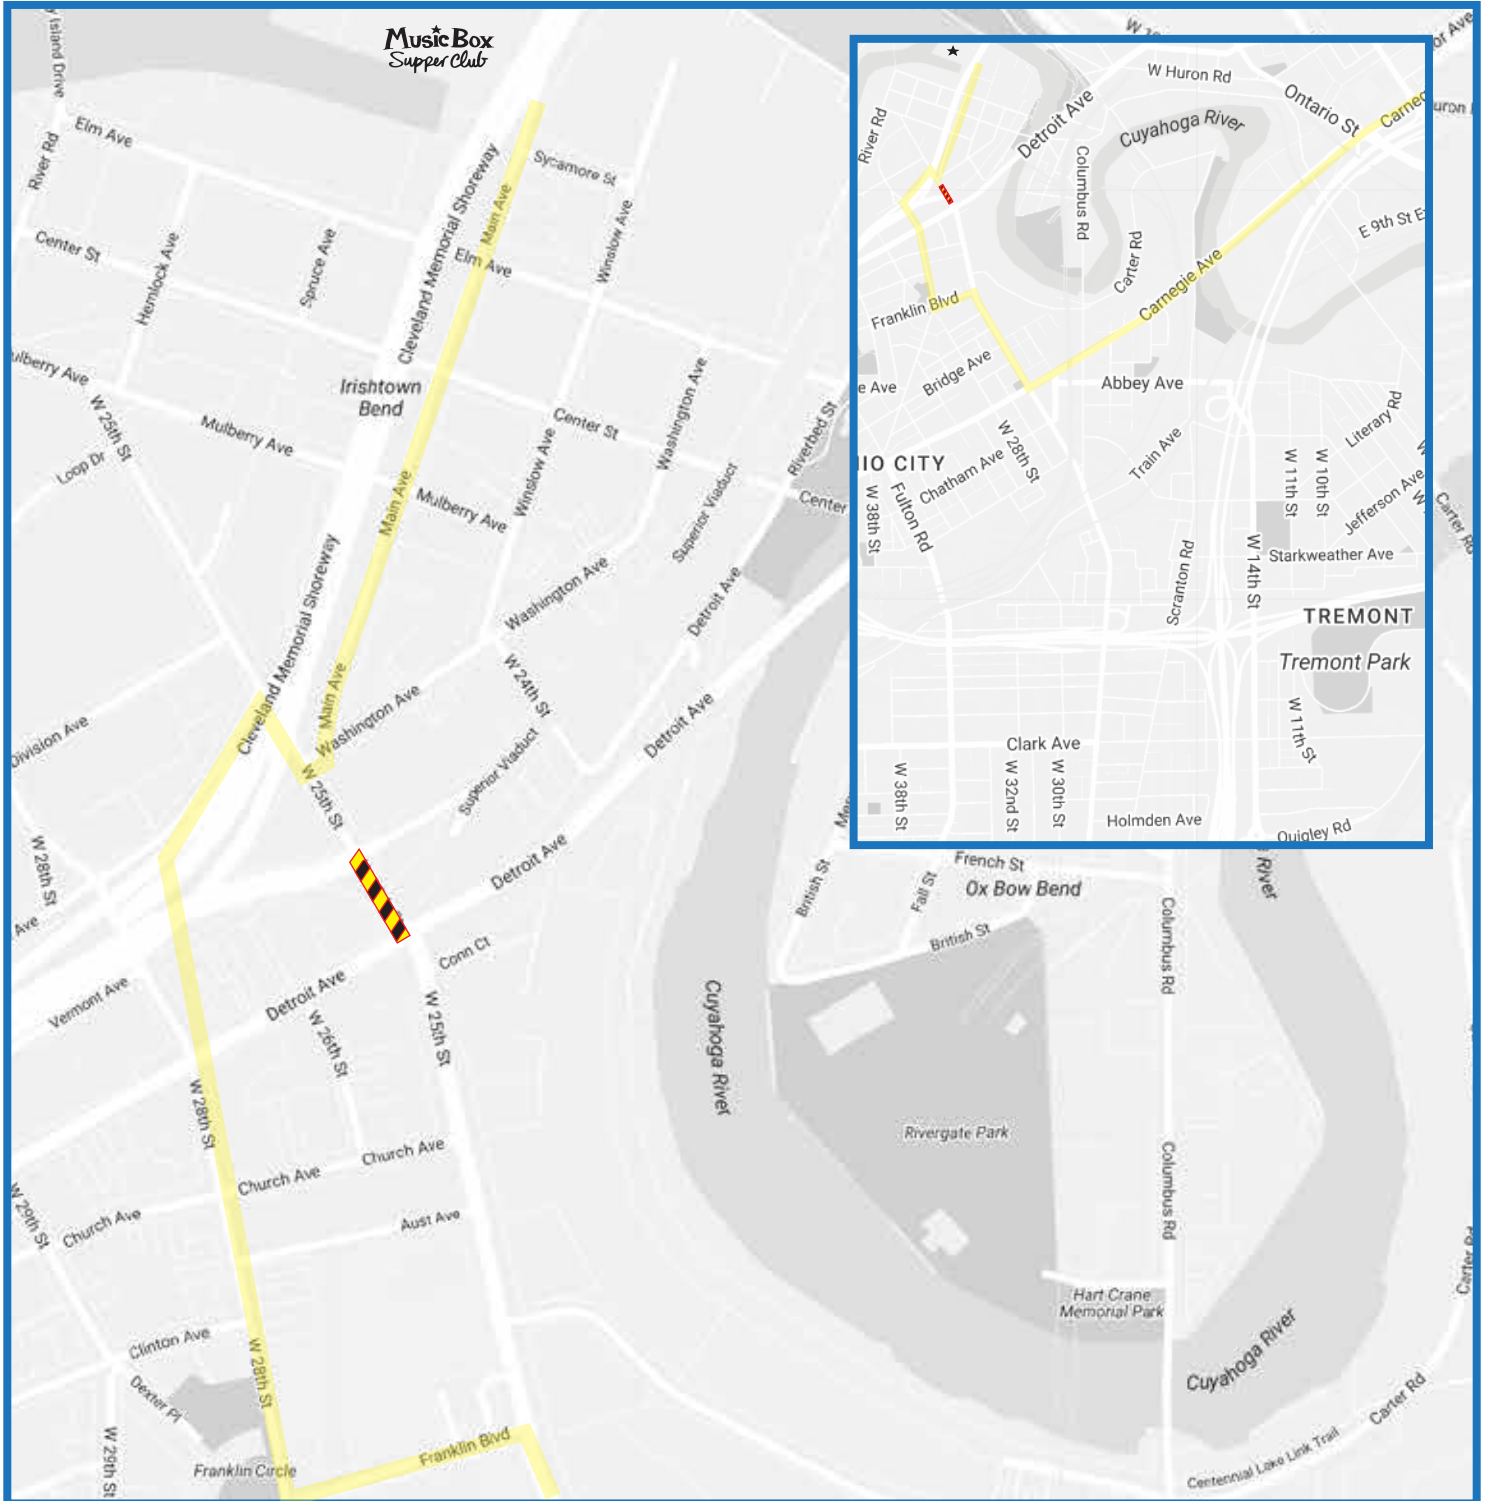 Music Box
Supper Club
Island Drive
River Rd
Elm Ave
Center St
Hemlock Ave
Spruce Ave
Cleveland Memorial Shoreway
Main Ave
Sycamore St
Elm Ave
Winslow Ave
Irishtown
Bend
W 25th St
Mulberry Ave
Loop Dr
Center St
Washington Ave
Winslow Ave
Riverbed St
Main Ave
Mulberry Ave
Superior Viaduct
Center
Cleveland Memorial Shoreway
Washington Ave
Detroit Ave
W 24th St
Main Ave
Washington Ave
Division Ave
Detroit Ave
W 25th St
Superior Viaduct
Detroit Ave
W 28th St
Ave
Conn Ct
Vermont Ave
Detroit Ave
W 26th St
W 25th St
W 28th St
Church Ave
Church Ave
Church Ave
Aust Ave
W 29th St
Clinton Ave
Dexter Pl
W 28th St
W 29th St
Franklin Circle
Franklin Blvd
Cuyahoga River
British St
Fall St
French St
Ox Bow Bend
British St
Columbus Rd
River
Rivergate Park
Columbus Rd
Hart Crane
Memorial Park
Cuyahoga River
Carter Rd
Centennial Lake Link Trail
Carter Rd
W Huron Rd
Ontario St
River Rd
Detroit Ave
Cuyahoga River
Columbus Rd
Carter Rd
E 9th St
Carnegie Ave
Franklin Blvd
Bridge Ave
e Ave
Abbey Ave
W 28th St
Train Ave
Literary Rd
IO CITY
Chatham Ave
W 38th St
Fulton Rd
W 11th St
W 10th St
Jefferson Ave
Scranton Rd
W 14th St
Starkweather Ave
TREMONT
Tremont Park
W 11th St
Clark Ave
W 38th St
W 32nd St
W 30th St
Holmden Ave
Quigley Rd